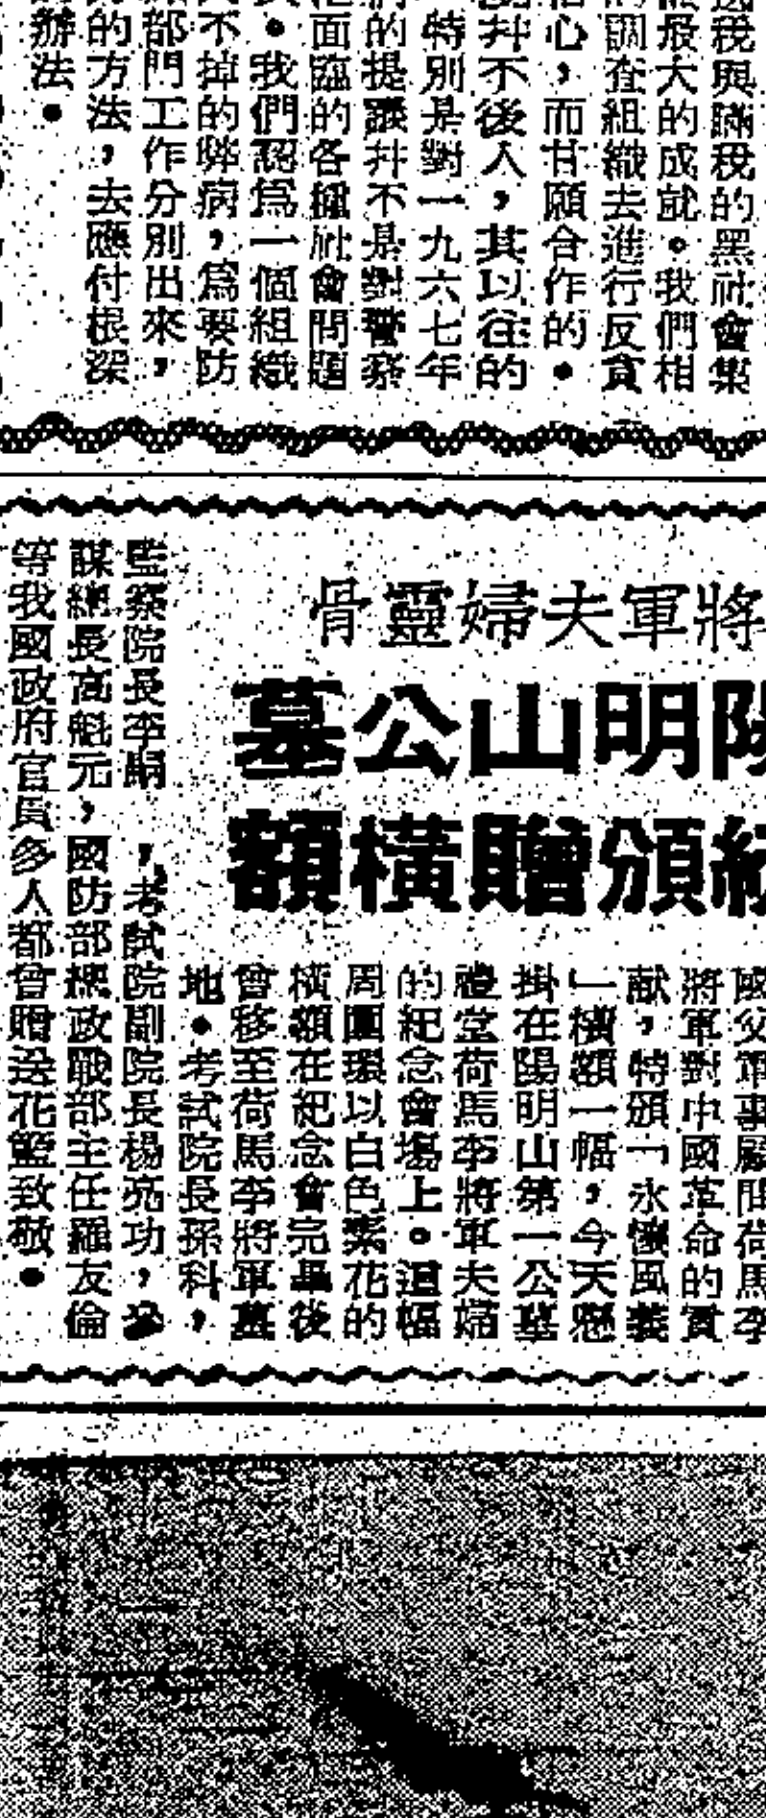 稅與瞞稅的黑社會集
最大的成就。我們相
調查組織去進行反貪
心，而甘願合作的。
并不後人，其以往的
特別是對一九六七年
的提議并不是對警察
面臨的各種社會問題
。我們認爲一個組織
不掉的弊病，爲要防
部門工作分別出來，
的方法，去應付根深
辦法。
將軍夫婦靈骨
陽明山公墓
統頒贈橫額
國父軍事顧問荷馬李
將軍對中國革命的貢
献，特頒「永懷風義
」橫額一幅，今天懸
掛在陽明山第一公墓
禮堂荷馬李將軍夫婦
的紀念會場上。這幅
周圍環以白色素花的
橫額在紀念會完畢後
會移至荷馬李將軍墓
地。考試院長孫科，
監察院長李嗣　，考試院副院長楊亮功，參
謀總長高魁元，國防部總政戰部主任羅友倫
等我國政府官員多人都曾贈送花籃致敬。